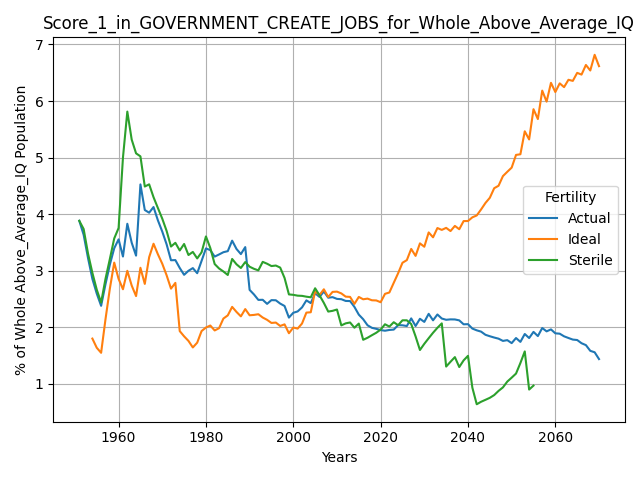 Score_1_in_GOVERNMENT_CREATE_JOBS_for_Whole_Above_Average_IQ
% of Whole Above_Average_IQ Population
7
6
5
4
3
2
1
Fertility
Actual
Ideal
Sterile
1960 1980 2000 2020 2040 2060
Years